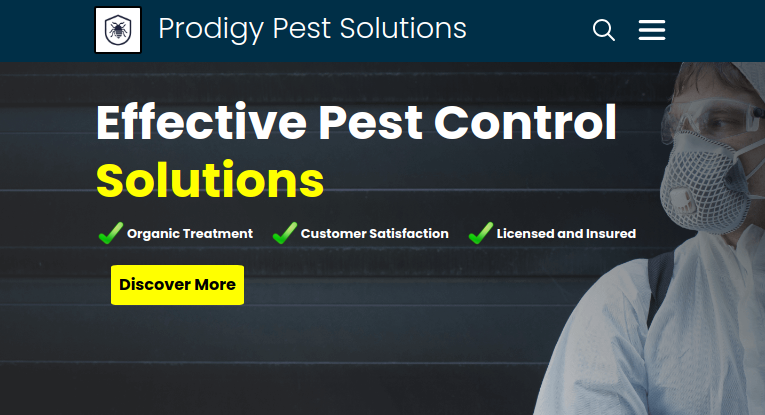 Prodigy Pest Solutions
Effective Pest Control
Solutions
Organic Treatment Customer Satisfaction Licensed and Insured
Discover More